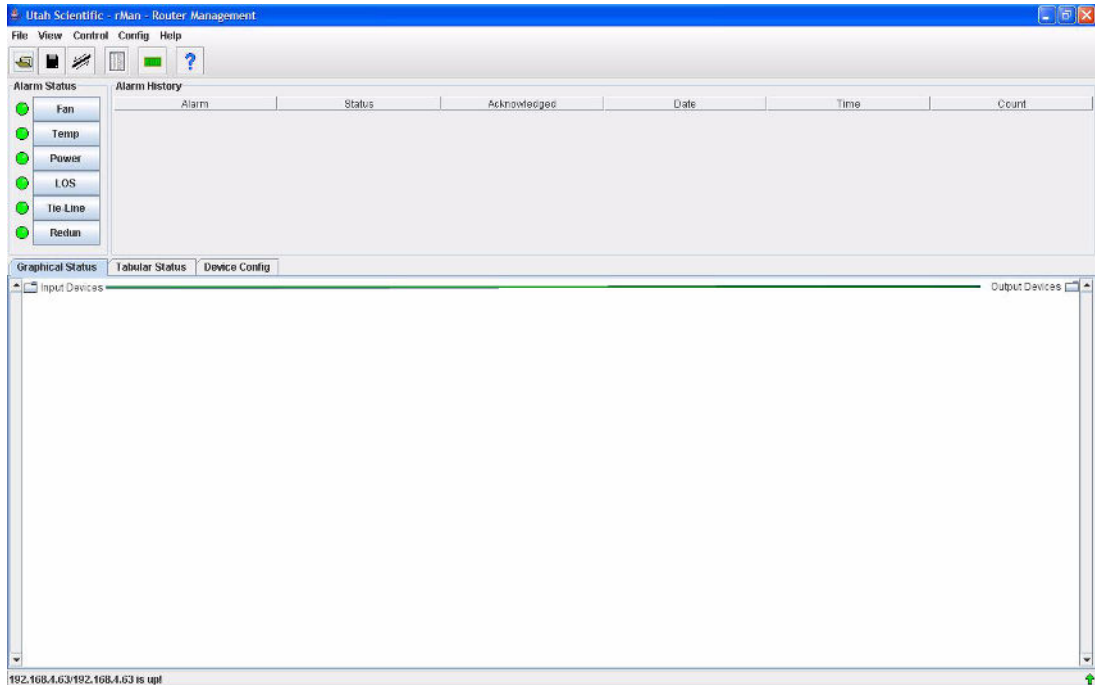 Utah Scientific - rMan - Router Management
File View Control Config Help
?
Alarm Status
Alarm History
Alarm Status Acknowledged Date Time Count
Fan
Temp
Power
LOS
Tie-Line
Redun
Graphical Status Tabular Status Device Config
Input Devices Output Devices
192.168.4.63/192.168.4.63 is up!